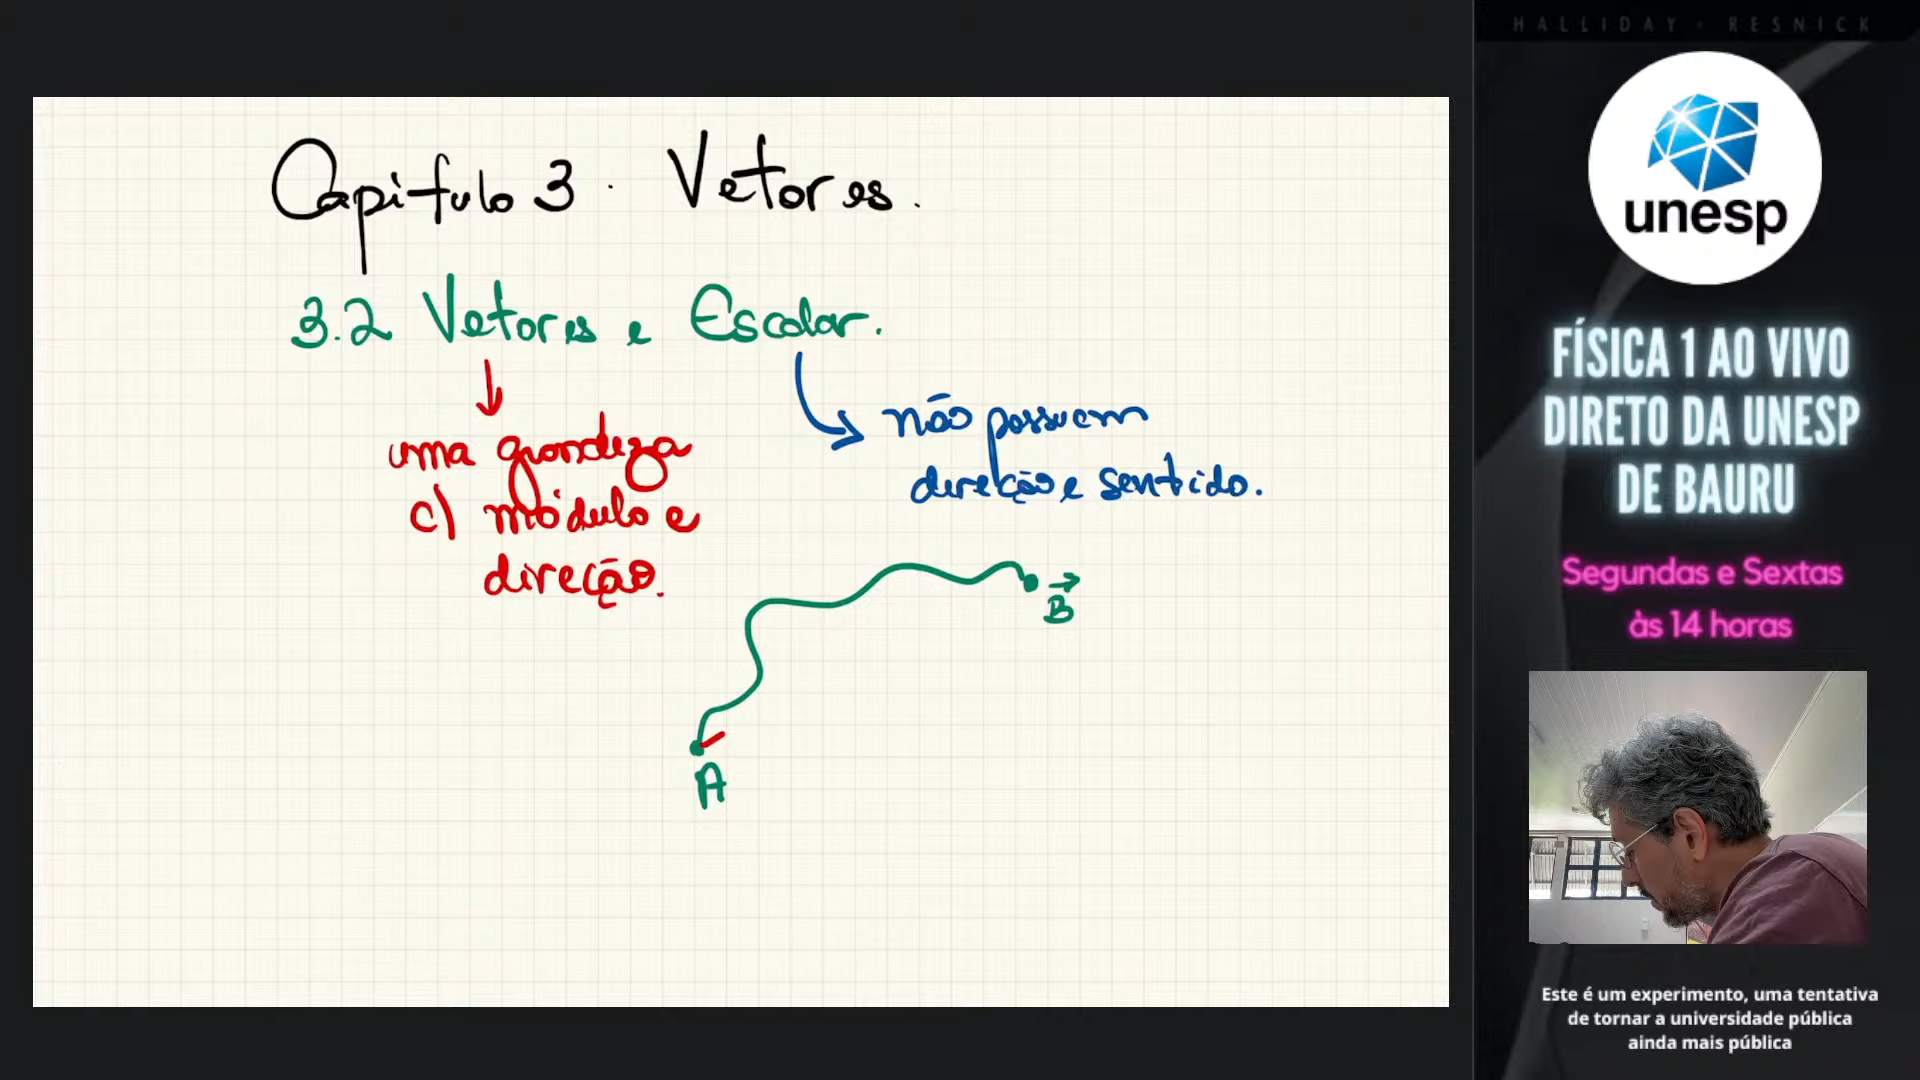 HALLIDAY · RESNICK
Capítulo 3. Vetores.
3.2 Vetores e Escalar.
uma grandeza
c) módulo e
direção.
não possuem
direção e sentido.
B
A
unesp
FÍSICA 1 AO VIVO
DIRETO DA UNESP
DE BAURU
Segundas e Sextas
às 14 horas
Este é um experimento, uma tentativa
de tornar a universidade pública
ainda mais pública